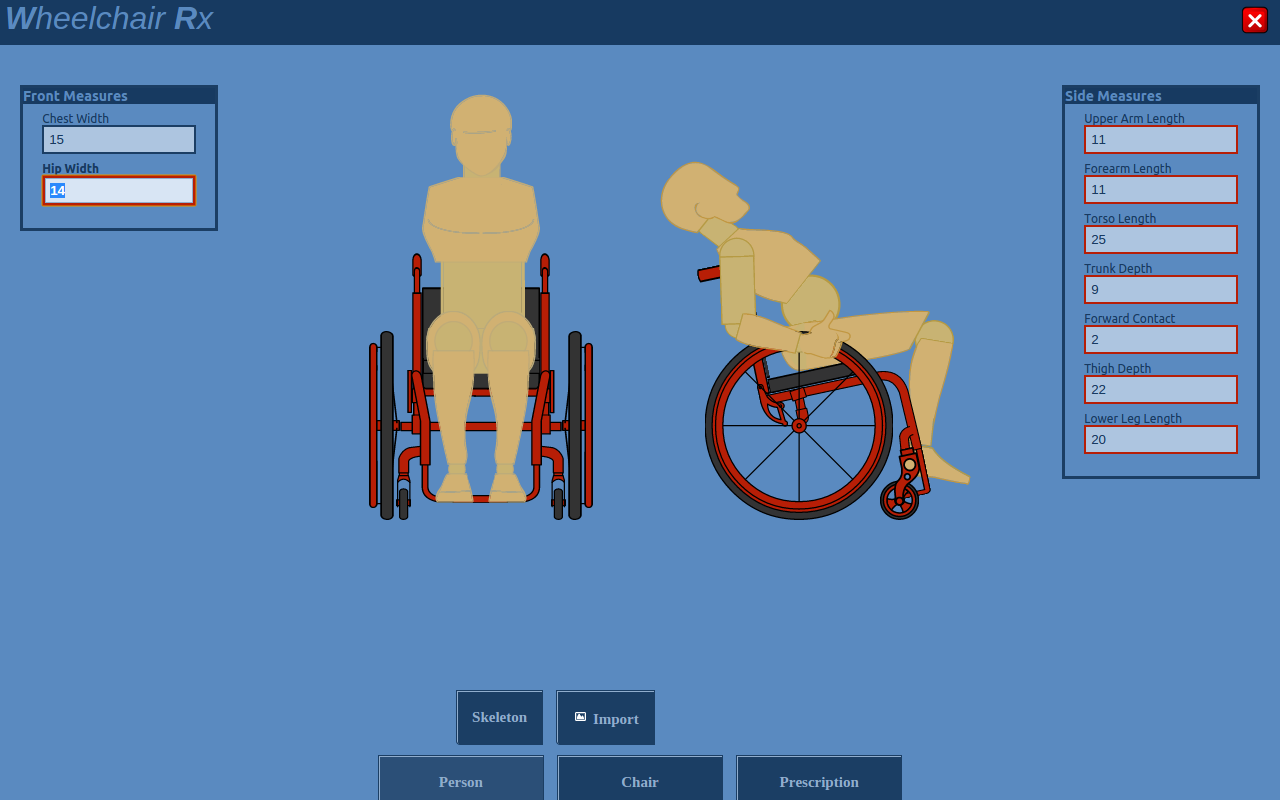 Wheelchair Rx
Front Measures
Chest Width
15
Hip Width
14
Side Measures
Upper Arm Length
11
Forearm Length
11
Torso Length
25
Trunk Depth
9
Forward Contact
2
Thigh Depth
22
Lower Leg Length
20
Skeleton
Import
Person
Chair
Prescription